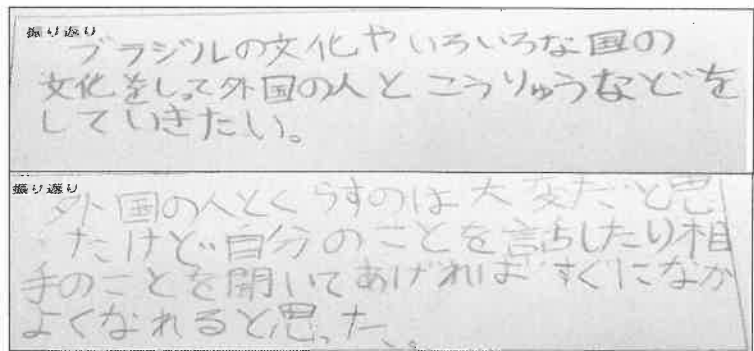 振り返り
ブラジルの文化やいろいろな国の
文化をしって外国の人とこうりゅうなどを
していきたい。
振り返り
外国の人とくらすのは大変だと思
たけど自分のことを言ちしたり相
手のことを開いてあげればすぐになか
よくなれると思った。